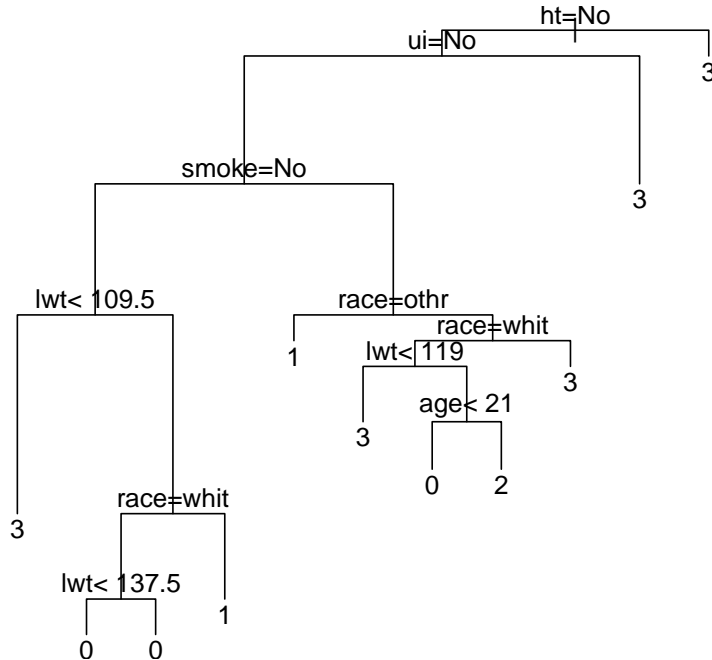 ht=No
ui=No
3
smoke=No
3
lwt< 109.5
race=othr
race=whit
1
lwt< 119
3
age< 21
3
0
2
race=whit
3
lwt< 137.5
1
0
0